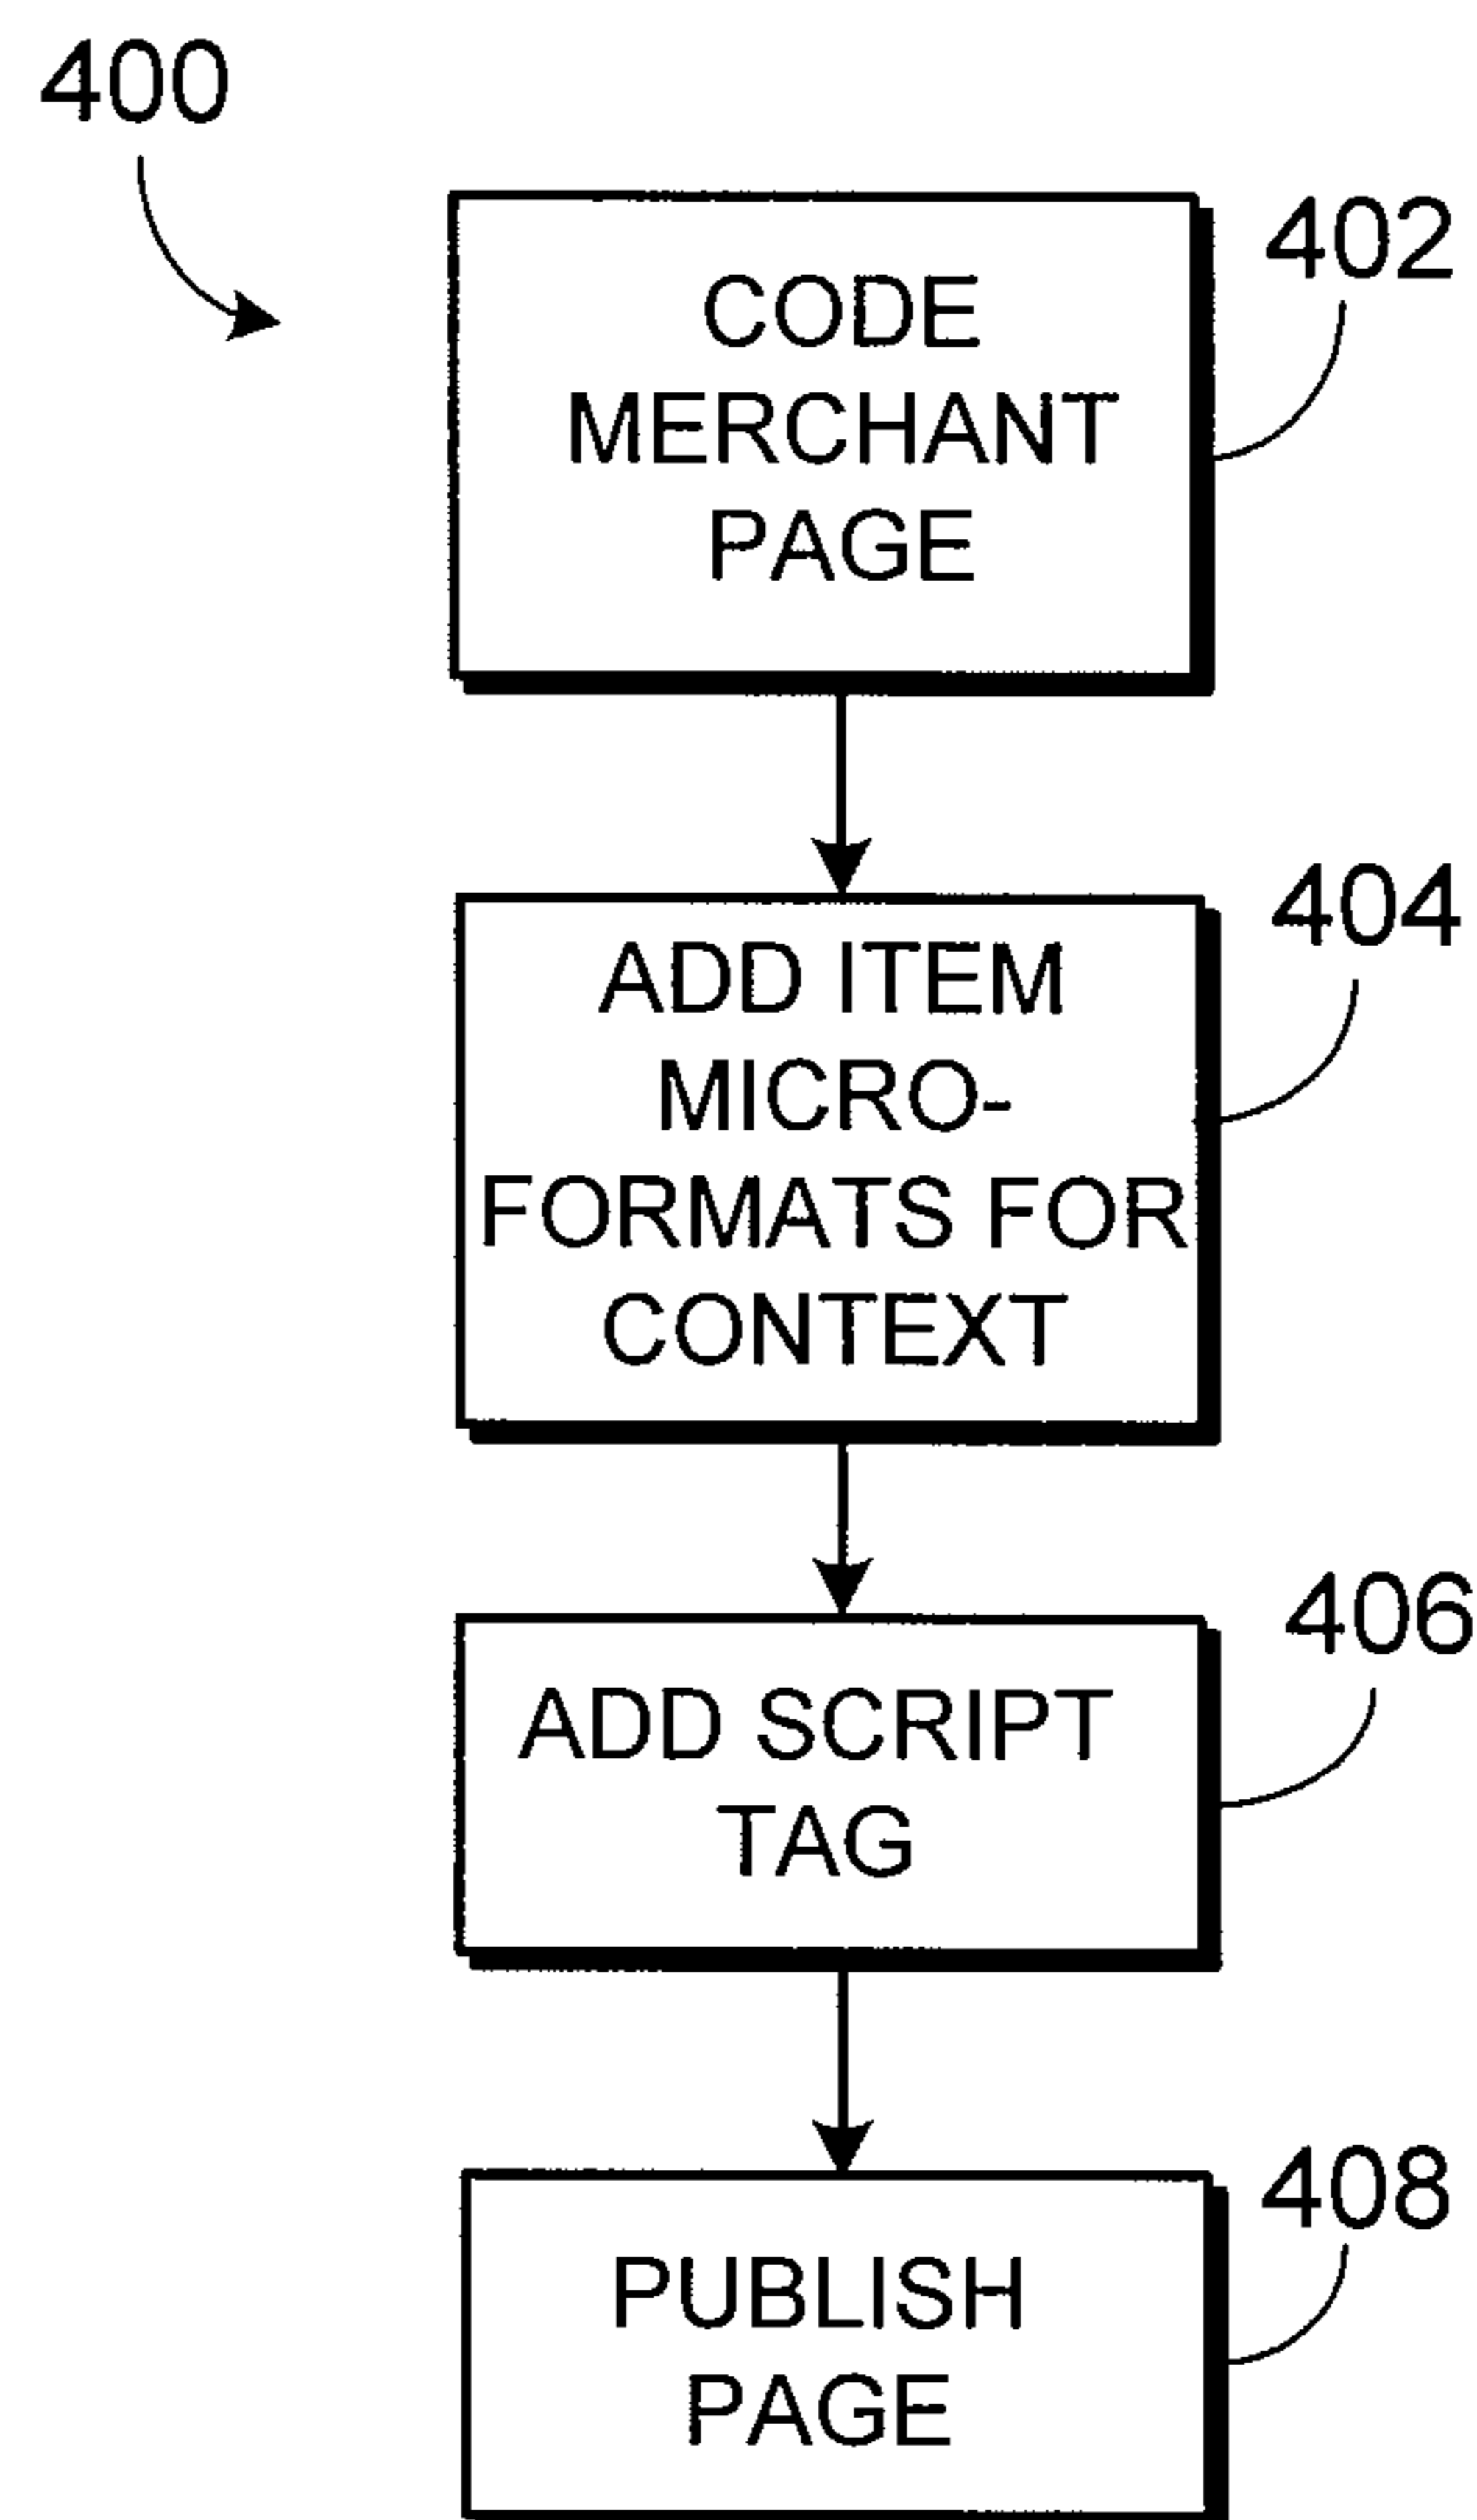 400
402
CODE
MERCHANT
PAGE
404
ADD ITEM
MICRO-
FORMATS FOR
CONTEXT
406
ADD SCRIPT
TAG
408
PUBLISH
PAGE